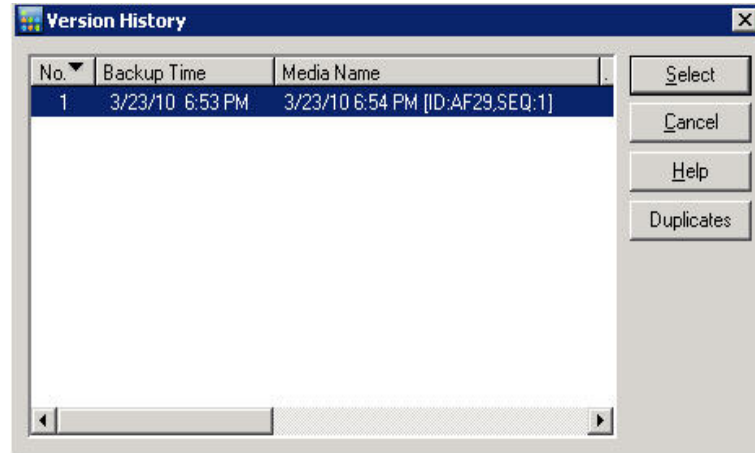 Version History
No. Backup Time Media Name .
1 3/23/10 6:53 PM 3/23/10 6:54 PM [ID:AF29,SEQ:1]
Select
Cancel
Help
Duplicates